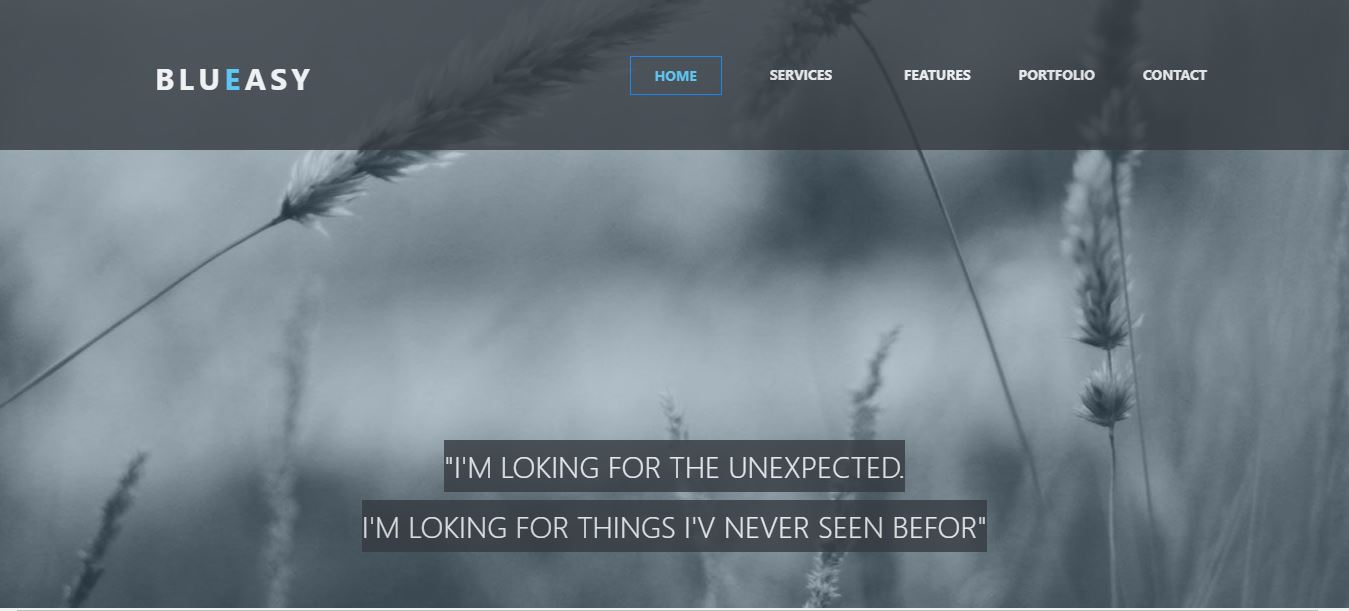 BLUEASY
HOME SERVICES FEATURES PORTFOLIO CONTACT
"I'M LOKING FOR THE UNEXPECTED.
I'M LOKING FOR THINGS I'V NEVER SEEN BEFOR"